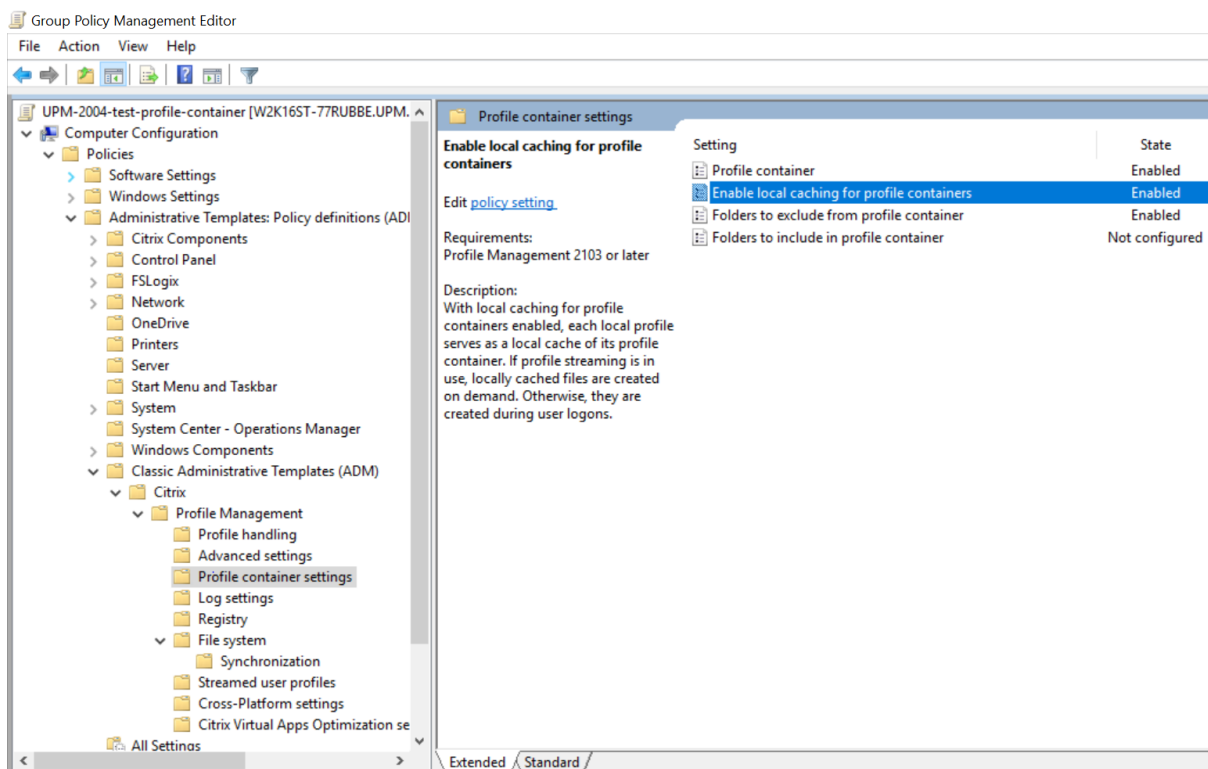 Group Policy Management Editor
File Action View Help
UPM-2004-test-profile-container [W2K16ST-77RUBBE.UPM.
Computer Configuration
Policies
Software Settings
Windows Settings
Administrative Templates: Policy definitions (ADI
Citrix Components
Control Panel
FSLogix
Network
OneDrive
Printers
Server
Start Menu and Taskbar
System
System Center - Operations Manager
Windows Components
Classic Administrative Templates (ADM)
Citrix
Profile Management
Profile handling
Advanced settings
Profile container settings
Log settings
Registry
File system
Synchronization
Streamed user profiles
Cross-Platform settings
Citrix Virtual Apps Optimization se
All Settings
Profile container settings
Enable local caching for profile
containers
Edit policy setting
Requirements:
Profile Management 2103 or later
Description:
With local caching for profile
containers enabled, each local profile
serves as a local cache of its profile
container. If profile streaming is in
use, locally cached files are created
on demand. Otherwise, they are
created during user logons.
Setting State
Profile container Enabled
Enable local caching for profile containers Enabled
Folders to exclude from profile container Enabled
Folders to include in profile container Not configured
Extended Standard